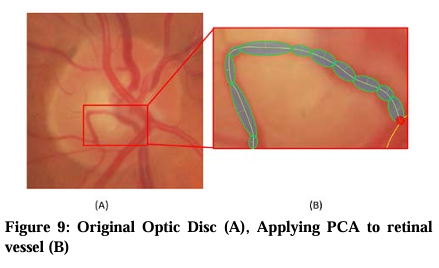 (A)
(B)
Figure 9: Original Optic Disc (A), Applying PCA to retinal
vessel (B)